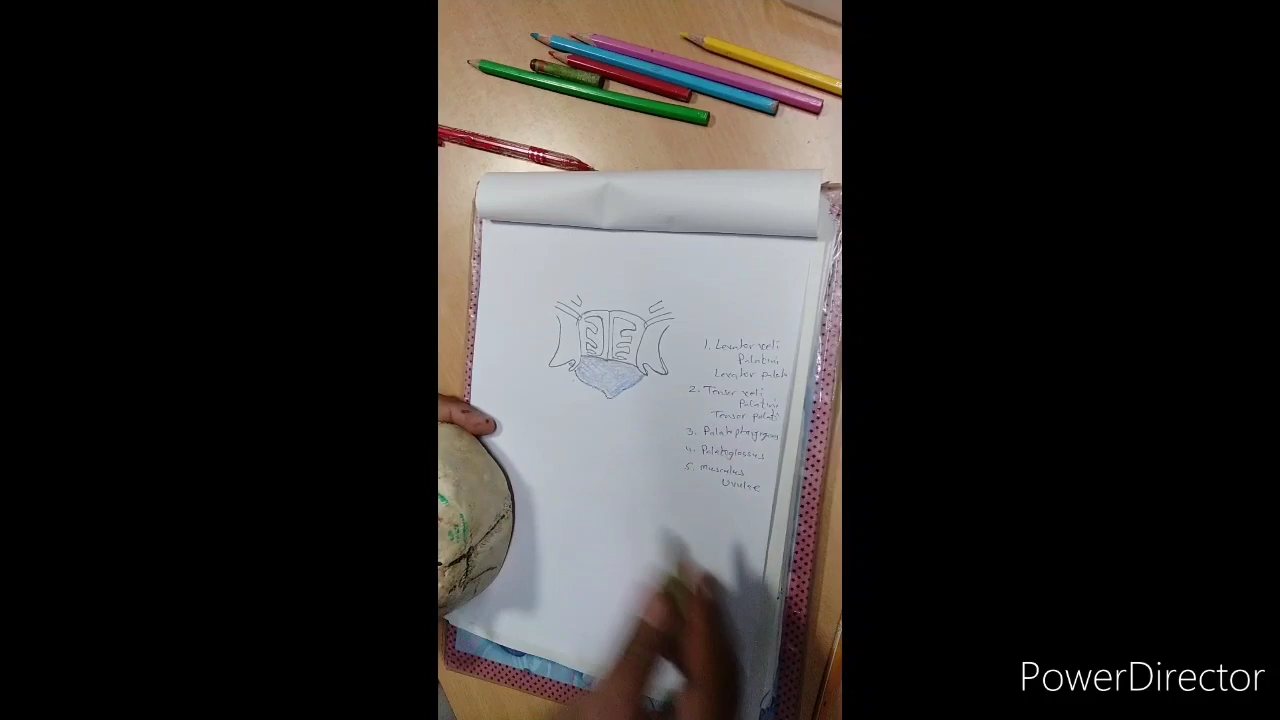 1. Levator veli
Palatini
Levator palati
2. Tensor veli
Palatini
Tensor palati
3. Palatopharyngeus
4. Palatoglossus
5. Musculus
Uvulae
PowerDirector